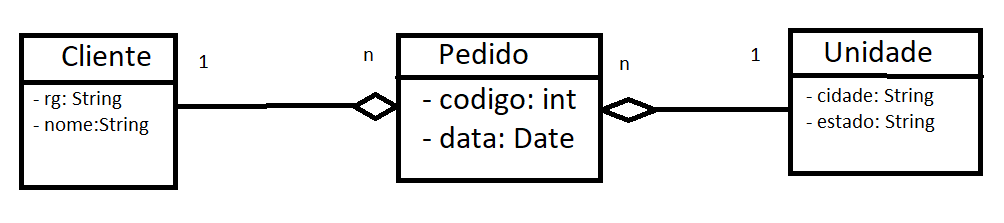 Cliente
- rg: String
- nome:String
1
n
Pedido
- codigo: int
- data: Date
n
1
Unidade
- cidade: String
- estado: String